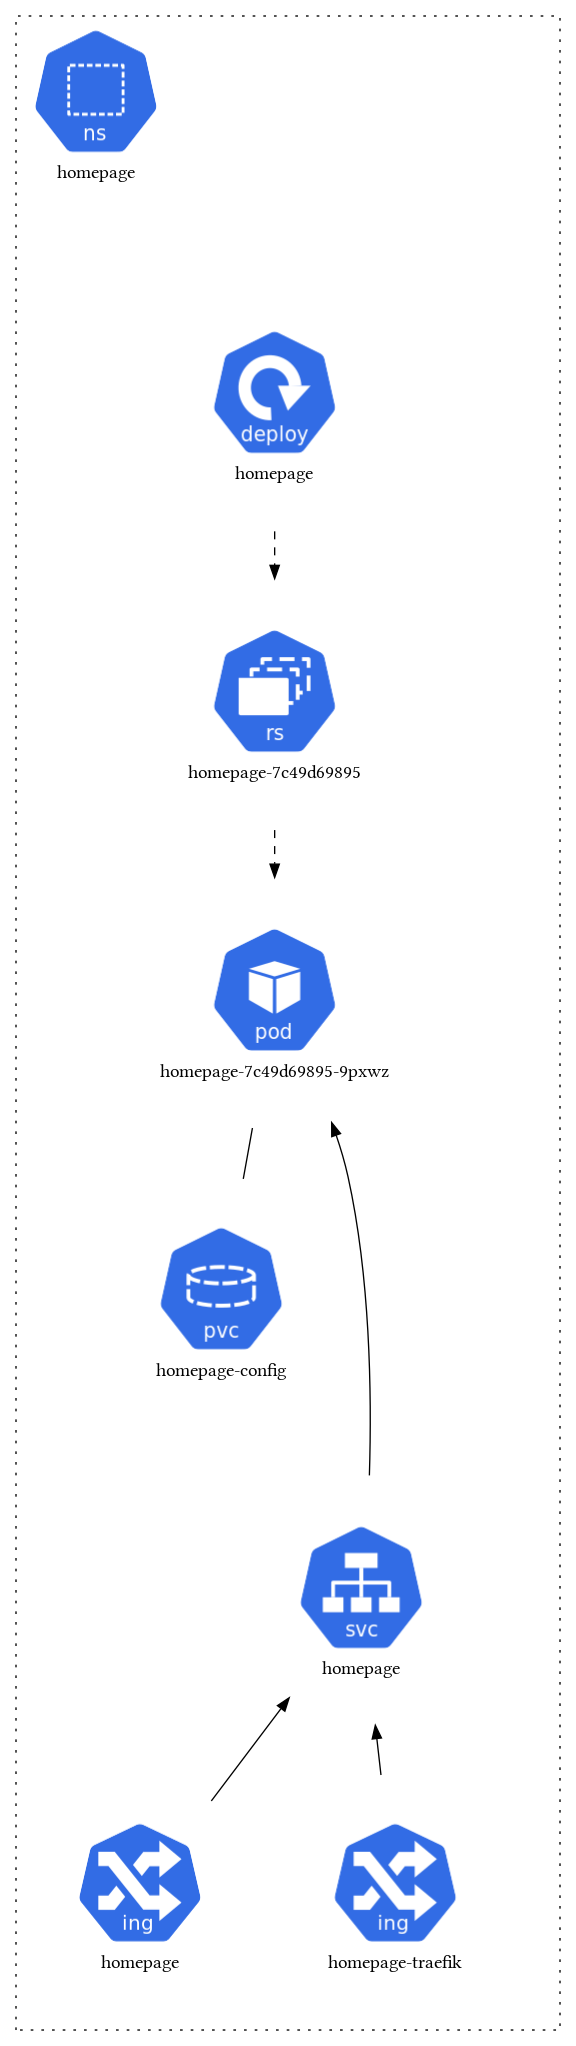 ns
homepage
deploy
homepage
rs
homepage-7c49d69895
pod
homepage-7c49d69895-9pxwz
pvc
homepage-config
svc
homepage
ing
homepage
ing
homepage-traefik